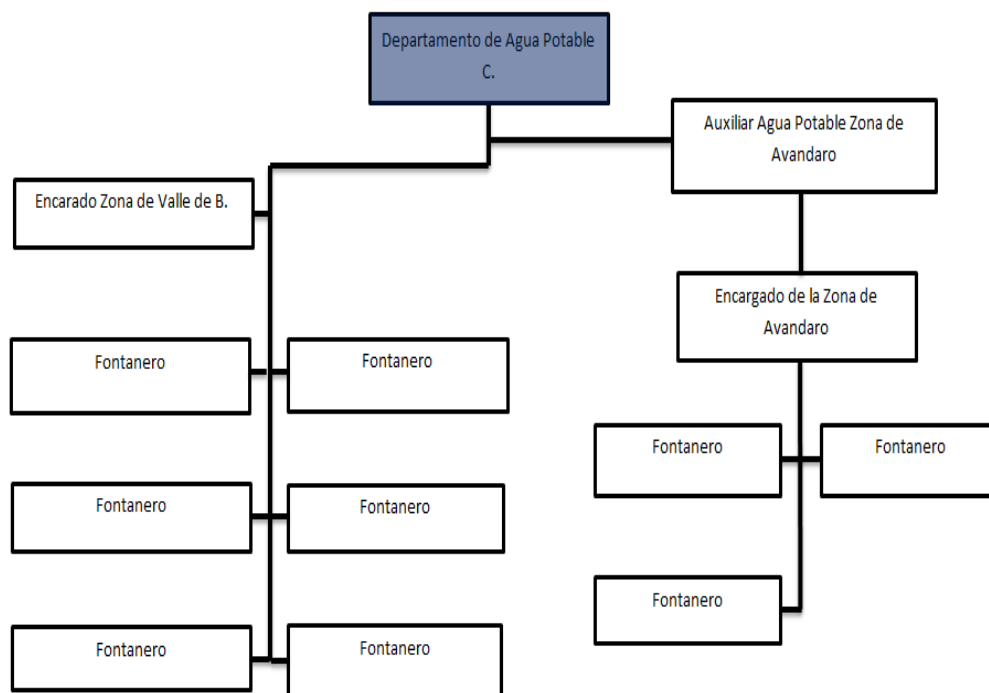 Departamento de Agua Potable
C.
Auxiliar Agua Potable Zona de
Avandaro
Encarado Zona de Valle de B.
Encargado de la Zona de
Avandaro
Fontanero
Fontanero
Fontanero
Fontanero
Fontanero
Fontanero
Fontanero
Fontanero
Fontanero